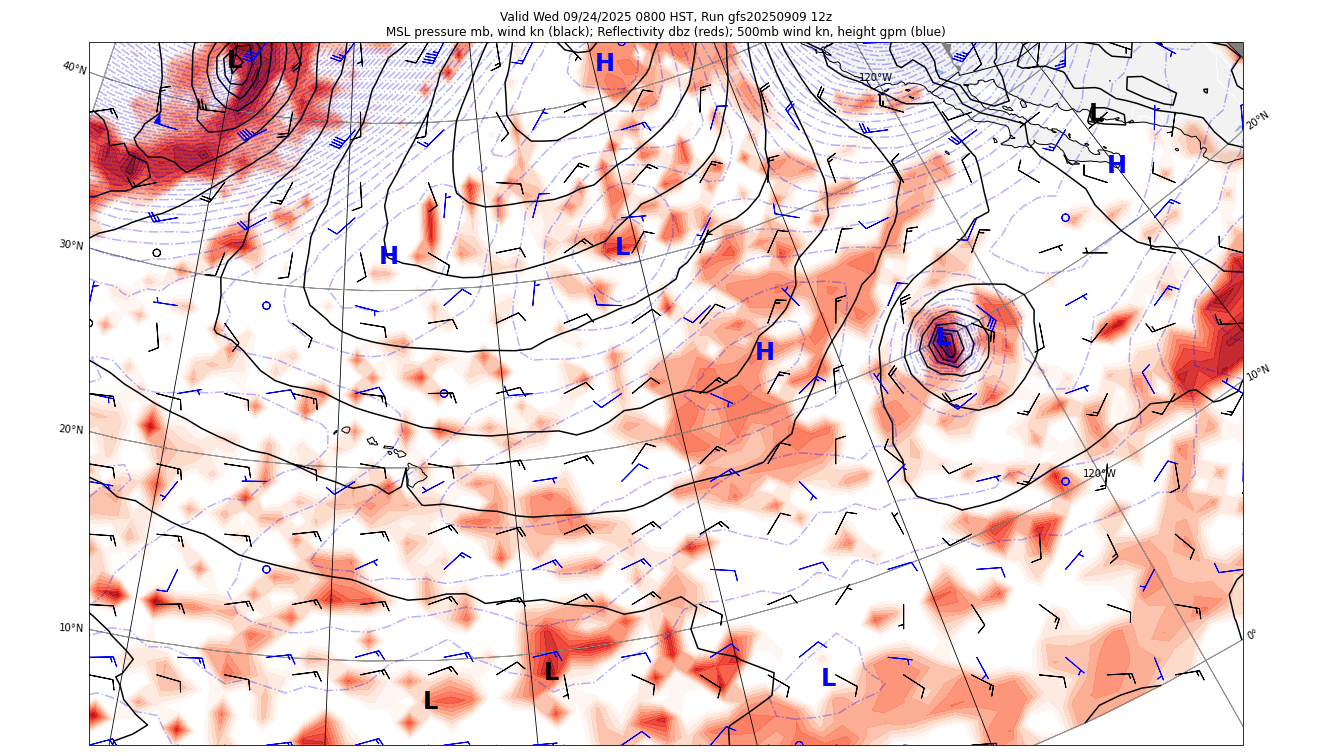 Valid Wed 09/24/2025 0800 HST, Run gfs20250909 12z
MSL pressure mb, wind kn (black); Reflectivity dbz (reds); 500mb wind kn, height gpm (blue)
L
H
40°N
120°W
L
20°N
H
30°N
H
L
L
H
10°N
20°N
120°W
10°N
0°
L
L
L